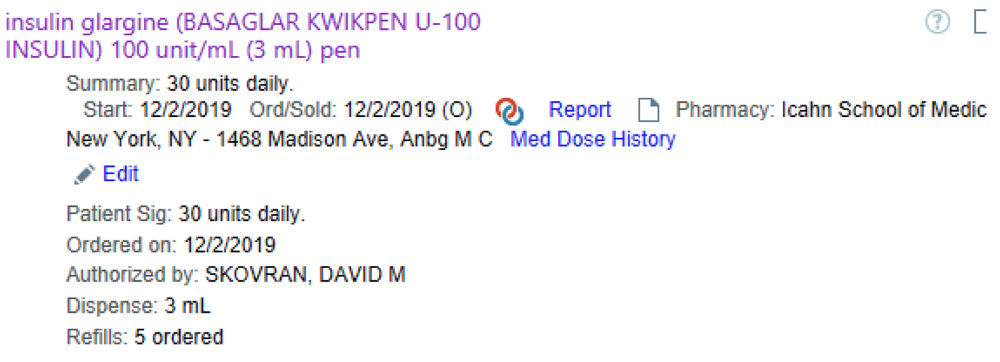 insulin glargine (BASAGLAR KWIKPEN U-100
INSULIN) 100 unit/mL (3 mL) pen
Summary: 30 units daily.
Start: 12/2/2019 Ord/Sold: 12/2/2019 (O) Report Pharmacy: Icahn School of Medic
New York, NY - 1468 Madison Ave, Anbg M C Med Dose History
Edit
Patient Sig: 30 units daily.
Ordered on: 12/2/2019
Authorized by: SKOVRAN, DAVID M
Dispense: 3 mL
Refills: 5 ordered